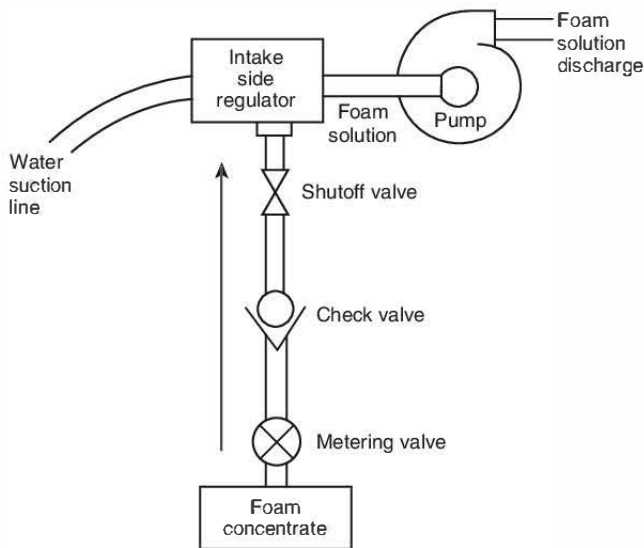 Intake
side
regulator
Foam
solution
discharge
Pump
Foam
solution
Water
suction
line
Shutoff valve
Check valve
Metering valve
Foam
concentrate